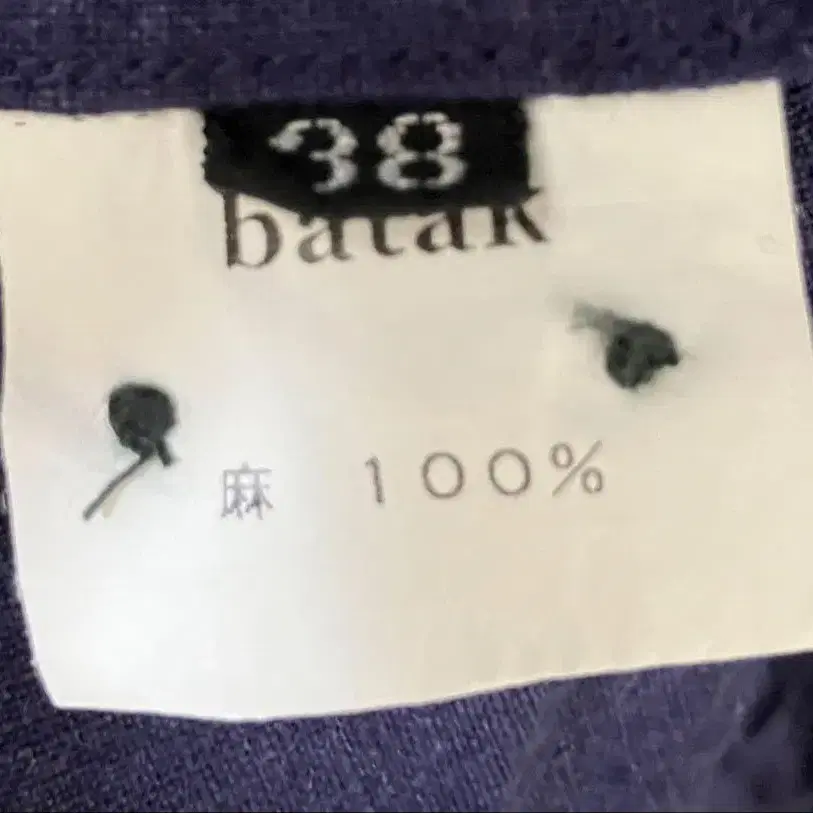 38
batak
麻 100%